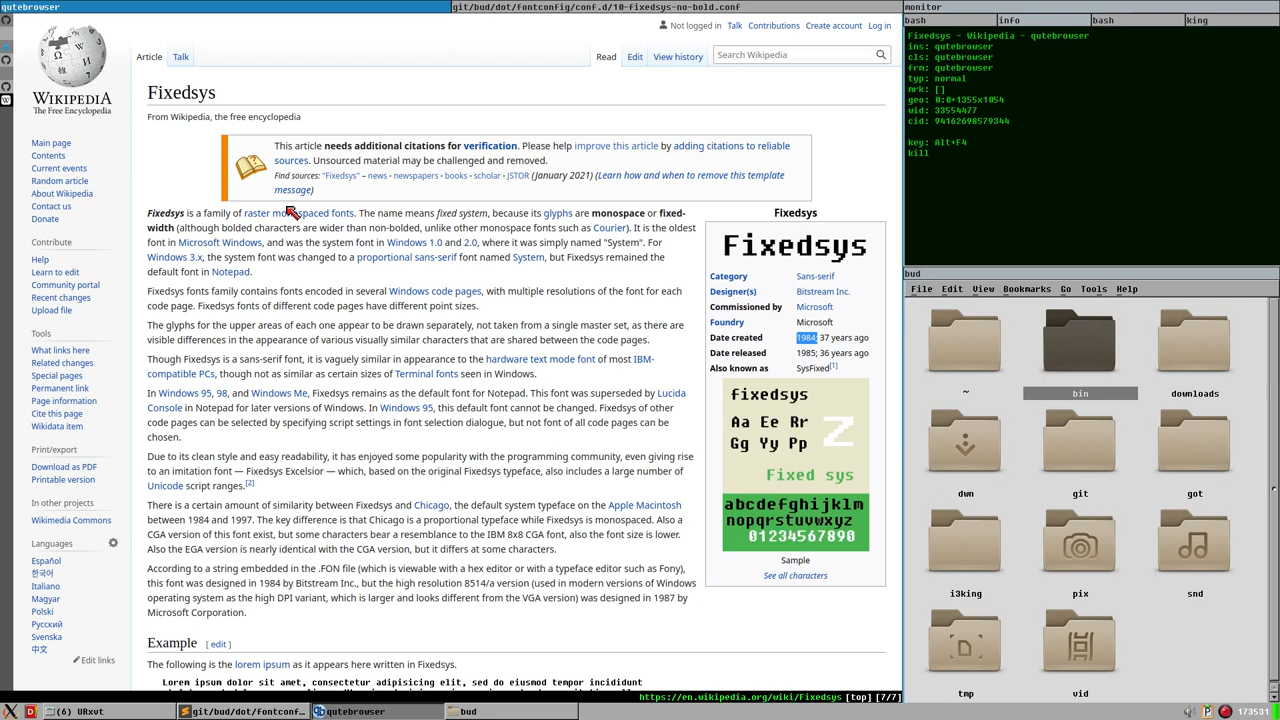 qutebrowser
git/bud/dot/fontconfig/conf.d/10-fixedsys-no-bold.conf
Not logged in Talk Contributions Create account Log in
Article Talk Read Edit View history Search Wikipedia
WIKIPEDIA
The Free Encyclopedia
Main page
Contents
Current events
Random article
About Wikipedia
Contact us
Donate
Contribute
Help
Learn to edit
Community portal
Recent changes
Upload file
Tools
What links here
Related changes
Special pages
Permanent link
Page information
Cite this page
Wikidata item
Print/export
Download as PDF
Printable version
In other projects
Wikimedia Commons
Languages
Español
한국어
Italiano
Magyar
Polski
Русский
Svenska
中文
Edit links
Fixedsys
From Wikipedia, the free encyclopedia
This article needs additional citations for verification. Please help improve this article by adding citations to reliable
sources. Unsourced material may be challenged and removed.
Find sources: "Fixedsys" – news · newspapers · books · scholar · JSTOR (January 2021) (Learn how and when to remove this template
message)
Fixedsys is a family of raster monospaced fonts. The name means fixed system, because its glyphs are monospace or fixed-
width (although bolded characters are wider than non-bolded, unlike other monospace fonts such as Courier). It is the oldest
font in Microsoft Windows, and was the system font in Windows 1.0 and 2.0, where it was simply named "System". For
Windows 3.x, the system font was changed to a proportional sans-serif font named System, but Fixedsys remained the
default font in Notepad.
Fixedsys fonts family contains fonts encoded in several Windows code pages, with multiple resolutions of the font for each
code page. Fixedsys fonts of different code pages have different point sizes.
The glyphs for the upper areas of each one appear to be drawn separately, not taken from a single master set, as there are
visible differences in the appearance of various visually similar characters that are shared between the code pages.
Though Fixedsys is a sans-serif font, it is vaguely similar in appearance to the hardware text mode font of most IBM-
compatible PCs, though not as similar as certain sizes of Terminal fonts seen in Windows.
In Windows 95, 98, and Windows Me, Fixedsys remains as the default font for Notepad. This font was superseded by Lucida
Console in Notepad for later versions of Windows. In Windows 95, this default font cannot be changed. Fixedsys of other
code pages can be selected by specifying script settings in font selection dialogue, but not font of all code pages can be
chosen.
Due to its clean style and easy readability, it has enjoyed some popularity with the programming community, even giving rise
to an imitation font — Fixedsys Excelsior — which, based on the original Fixedsys typeface, also includes a large number of
Unicode script ranges.[2]
There is a certain amount of similarity between Fixedsys and Chicago, the default system typeface on the Apple Macintosh
between 1984 and 1997. The key difference is that Chicago is a proportional typeface while Fixedsys is monospaced. Also a
CGA version of this font exist, but some characters bear a resemblance to the IBM 8x8 CGA font, also the font size is lower.
Also the EGA version is nearly identical with the CGA version, but it differs at some characters.
According to a string embedded in the .FON file (which is viewable with a hex editor or with a typeface editor such as Fony),
this font was designed in 1984 by Bitstream Inc., but the high resolution 8514/a version (used in modern versions of Windows
operating system as the high DPI variant, which is larger and looks different from the VGA version) was designed in 1987 by
Microsoft Corporation.
Example [ edit ]
The following is the lorem ipsum as it appears here written in Fixedsys.
Lorem ipsum dolor sit amet, consectetur adipiscing elit, sed do eiusmod tempor incididunt
Fixedsys
Fixedsys
Category Sans-serif
Designer(s) Bitstream Inc.
Commissioned by Microsoft
Foundry Microsoft
Date created 1984; 37 years ago
Date released 1985; 36 years ago
Also known as SysFixed[1]
fixedsys
Aa Ee Rr
Gg Yy Pp
Z
Fixed sys
abcdefghijklm
nopqrstuvwxyz
01234567890
Sample
See all characters
https://en.wikipedia.org/wiki/Fixedsys [top] [7/7]
monitor
bash info bash king
Fixedsys - Wikipedia - qutebrowser
ins: qutebrowser
cls: qutebrowser
frm: qutebrowser
typ: normal
mrk: []
geo: 0:0+1355x1054
wid: 33554477
cid: 94162698579344
key: Alt+F4
kill
bud
File Edit View Bookmarks Go Tools Help
~ bin downloads
dwn git got
i3king pix snd
tmp vid
(6) URxvt git/bud/dot/fontconf... qutebrowser bud 173531